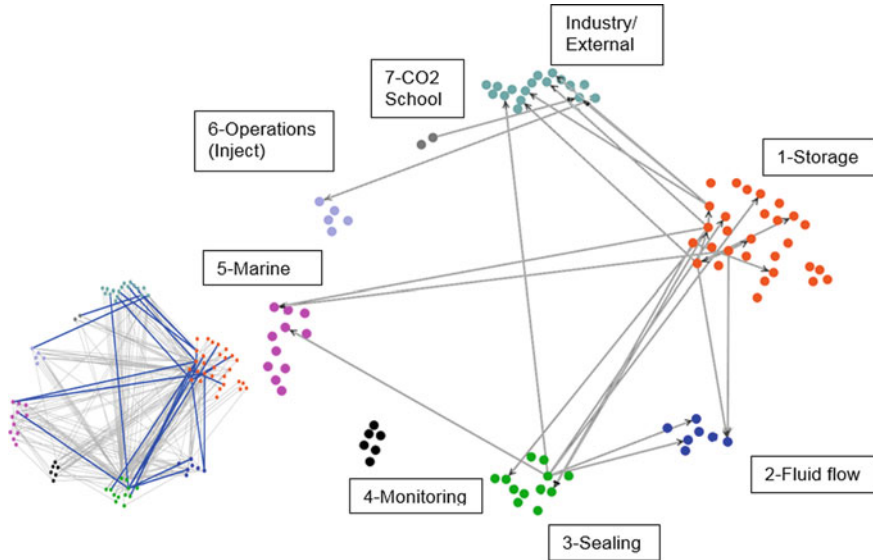 Industry/
External
7-CO2
School
6-Operations
(Inject)
1-Storage
5-Marine
4-Monitoring
2-Fluid flow
3-Sealing